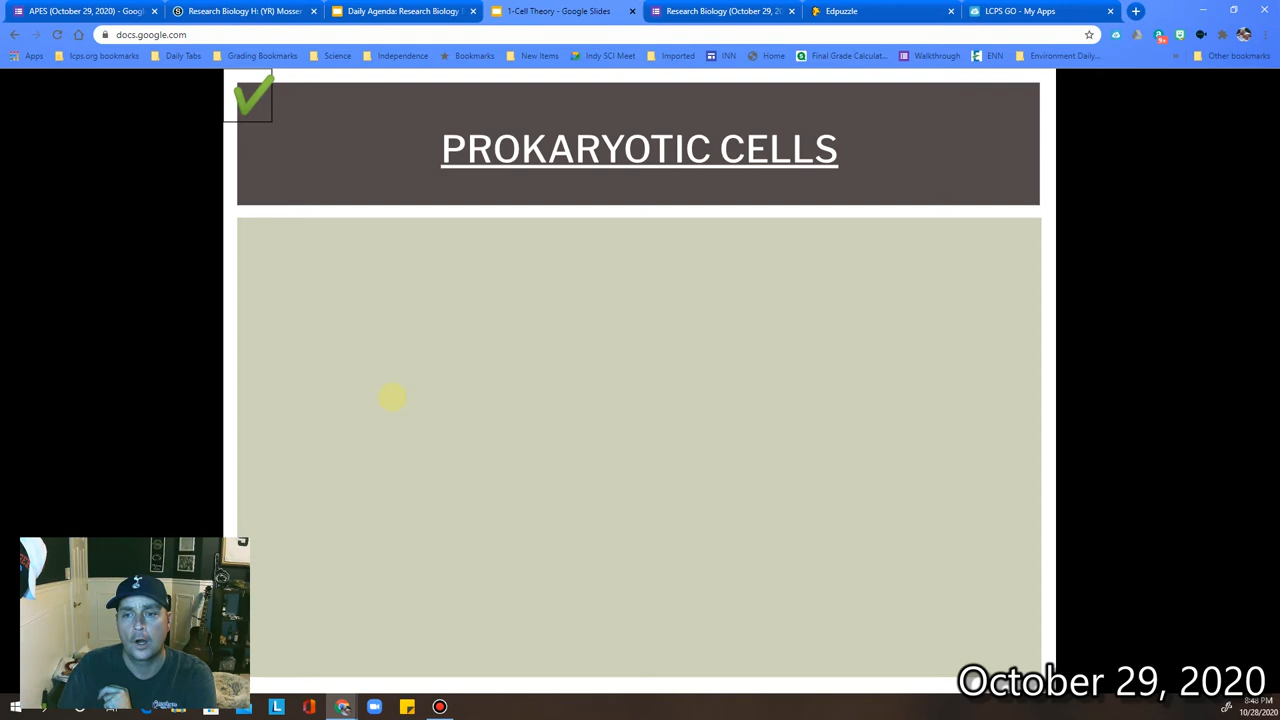 APES (October 29, 2020) - Goog
Research Biology H: (YR) Mosser
Daily Agenda: Research Biology
1-Cell Theory - Google Slides
Research Biology (October 29, 20
Edpuzzle
LCPS GO - My Apps
docs.google.com
Apps
lcps.org bookmarks
Daily Tabs
Grading Bookmarks
Science
Independence
Bookmarks
New Items
Indy SCI Meet
Imported
INN
Home
Final Grade Calculat...
Walkthrough
ENN
Environment Daily...
Other bookmarks
PROKARYOTIC CELLS
October 29, 2020
8:48 PM
10/28/2020